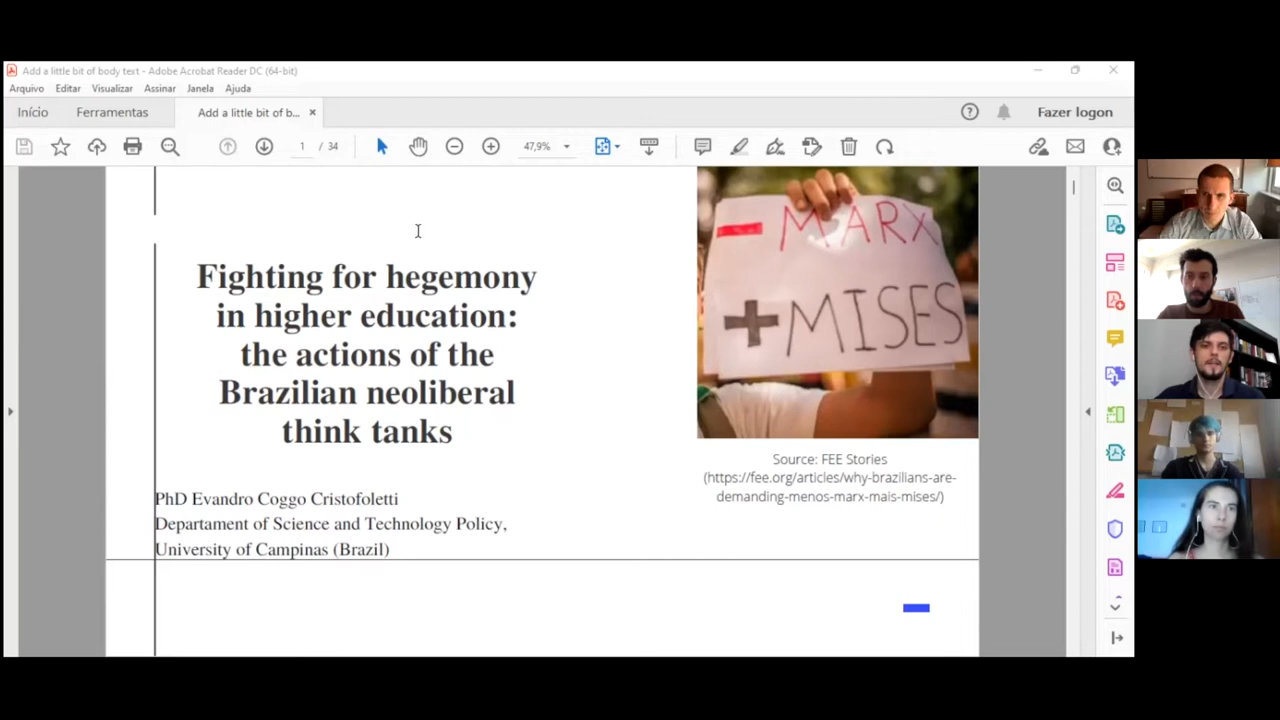 Add a little bit of body text - Adobe Acrobat Reader DC (64-bit)
Arquivo Editar Visualizar Assinar Janela Ajuda
Início Ferramentas Add a little bit of b... × Fazer logon
1 / 34 47,9%
- MARX
+ MISES
Fighting for hegemony
in higher education:
the actions of the
Brazilian neoliberal
think tanks
Source: FEE Stories
(https://fee.org/articles/why-brazilians-are-
demanding-menos-marx-mais-mises/)
PhD Evandro Coggo Cristofoletti
Departament of Science and Technology Policy,
University of Campinas (Brazil)